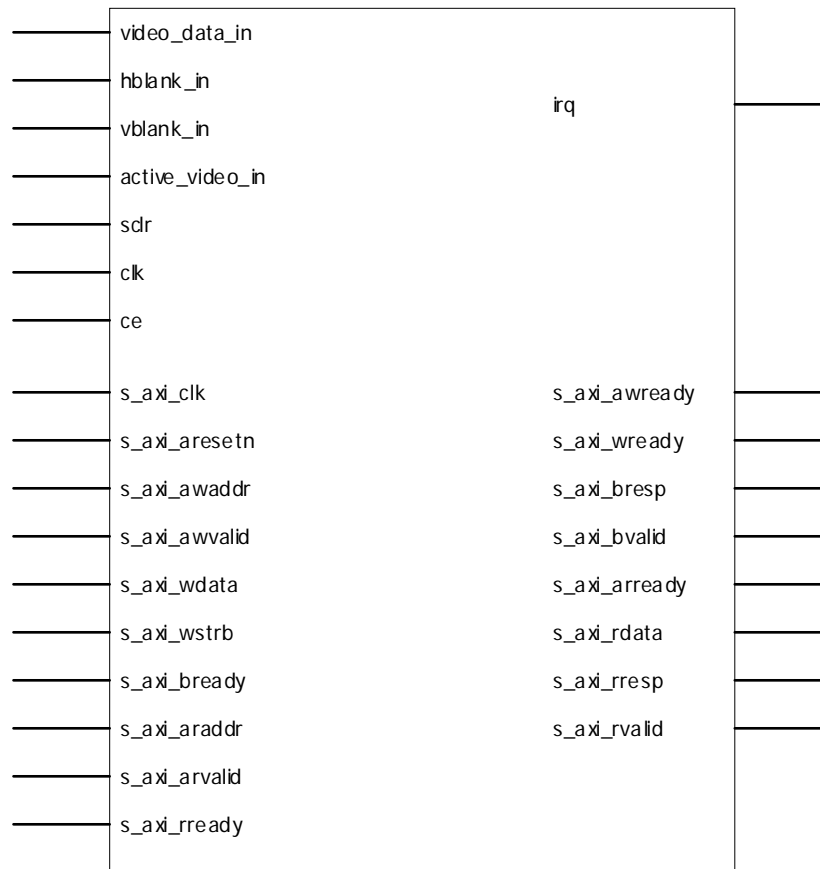 video_data_in
hblank_in
irq
vblank_in
active_video_in
sclr
clk
ce
s_axi_clk
s_axi_awready
s_axi_aresetn
s_axi_wready
s_axi_awaddr
s_axi_bresp
s_axi_awvalid
s_axi_bvalid
s_axi_wdata
s_axi_arready
s_axi_wstrb
s_axi_rdata
s_axi_bready
s_axi_rresp
s_axi_araddr
s_axi_rvalid
s_axi_arvalid
s_axi_rready